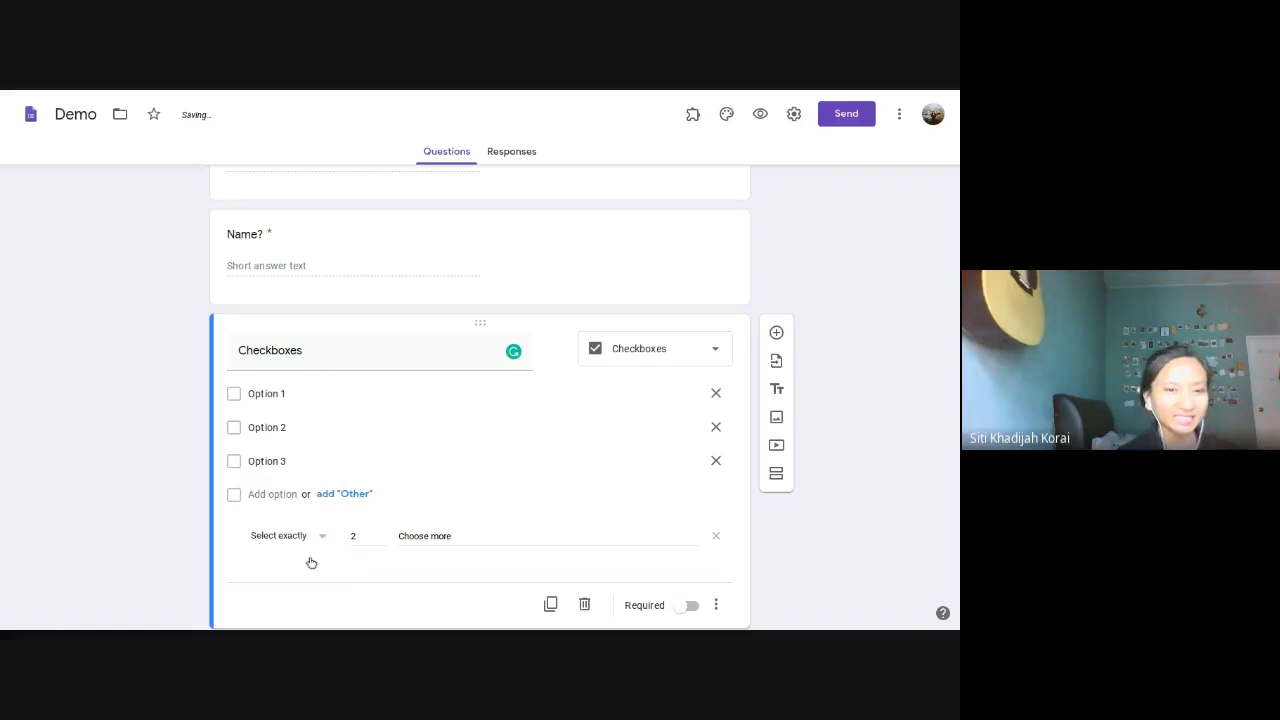 Demo
Saving...
Send
Questions
Responses
Name? *
Short answer text
Checkboxes
Checkboxes
Option 1
Option 2
Option 3
Add option or add "Other"
Select exactly 2 Choose more
Required
Siti Khadijah Korai